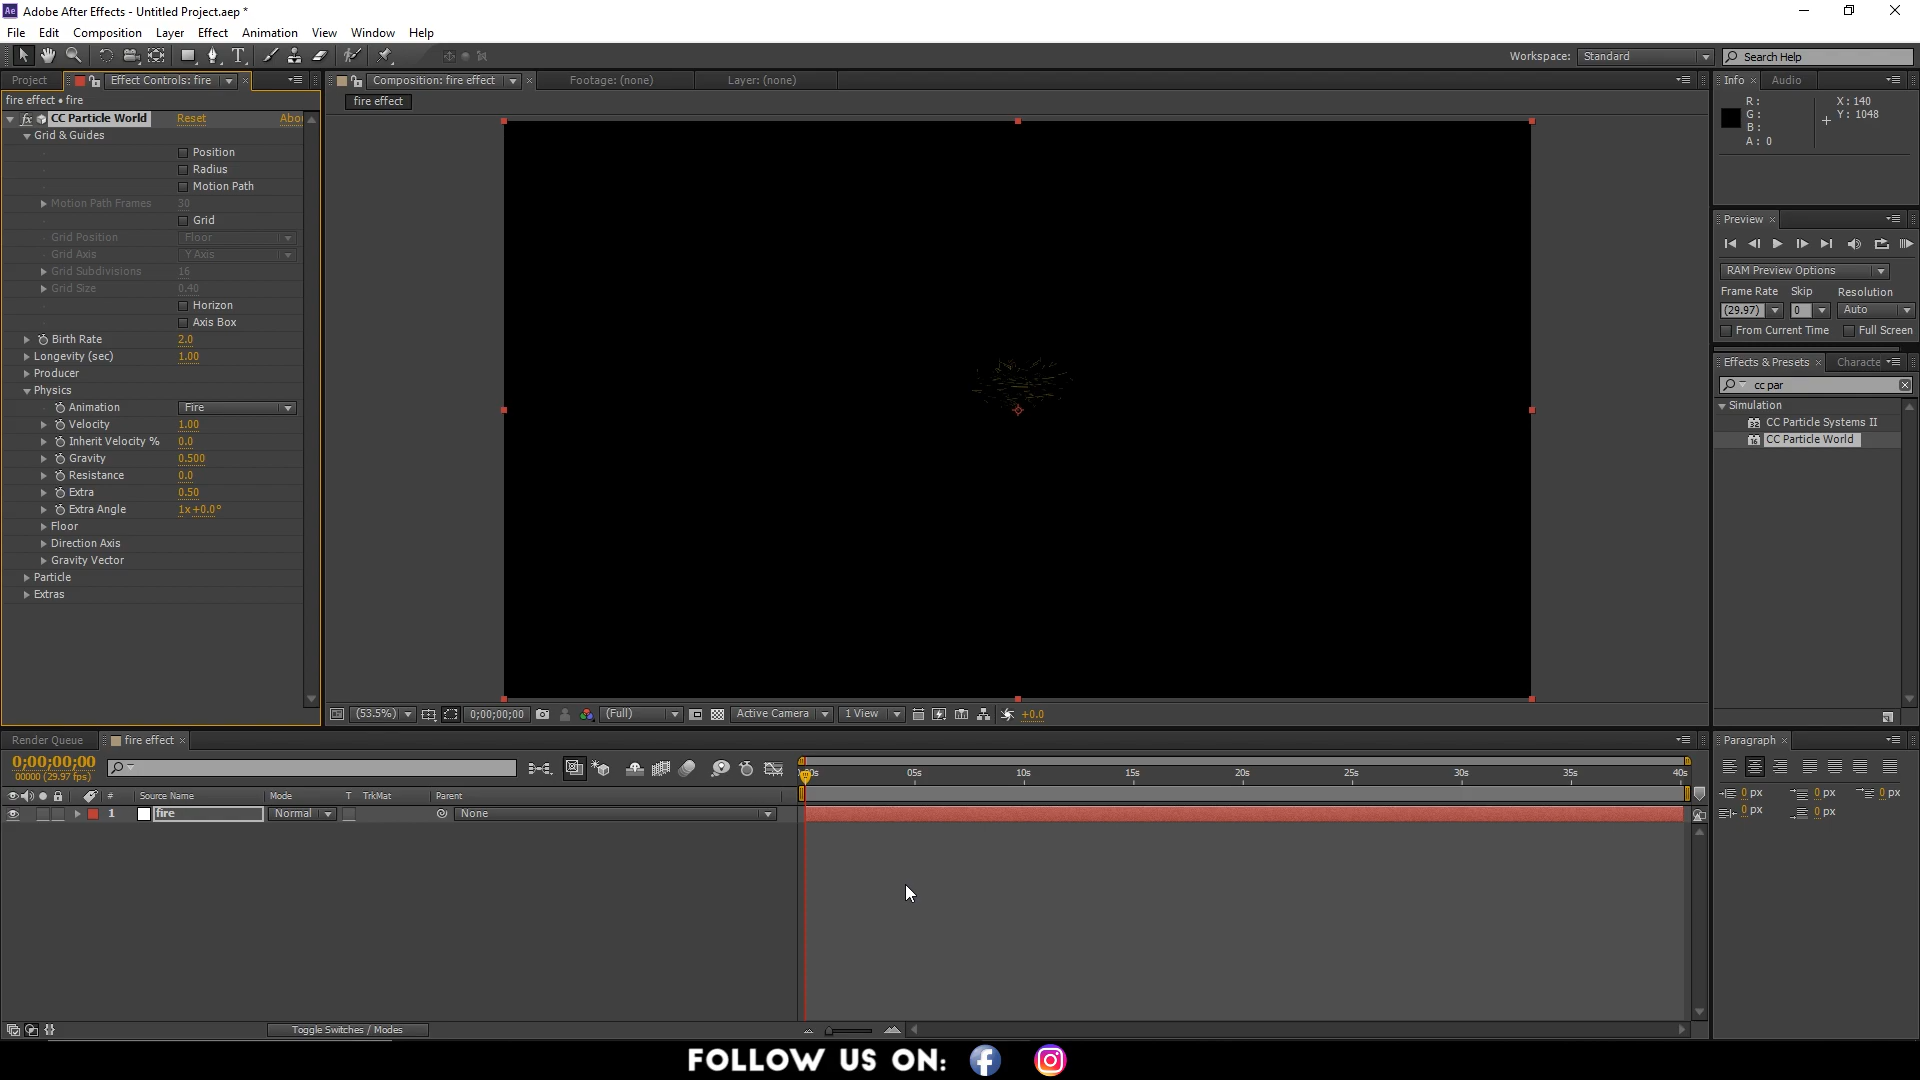 Ae Adobe After Effects - Untitled Project.aep *
File Edit Composition Layer Effect Animation View Window Help
Workspace: Standard Search Help
Project Effect Controls: fire
Composition: fire effect Footage: (none) Layer: (none)
Info Audio
fire effect • fire
fire effect
CC Particle World Reset Abou
Grid & Guides
Position
Radius
Motion Path
Motion Path Frames 30
Grid
Grid Position Floor
Grid Axis Y Axis
Grid Subdivisions 16
Grid Size 0.40
Horizon
Axis Box
Birth Rate 2.0
Longevity (sec) 1.00
Producer
Physics
Animation Fire
Velocity 1.00
Inherit Velocity % 0.0
Gravity 0.500
Resistance 0.0
Extra 0.50
Extra Angle 1x+0.0°
Floor
Direction Axis
Gravity Vector
Particle
Extras
(53.5%) 0;00;00;00 (Full) Active Camera 1 View +0.0
R: X: 140
G: Y: 1048
B:
A: 0
Preview
RAM Preview Options
Frame Rate Skip Resolution
(29.97) 0 Auto
From Current Time Full Screen
Effects & Presets Characte
cc par
Simulation
CC Particle Systems II
CC Particle World
Render Queue fire effect
0;00;00;00
00000 (29.97 fps)
05s 10s 15s 20s 25s 30s 35s 40s
# Source Name Mode T TrkMat Parent
1 fire Normal None
Toggle Switches / Modes
Paragraph
0 px 0 px 0 px
0 px 0 px
FOLLOW US ON: